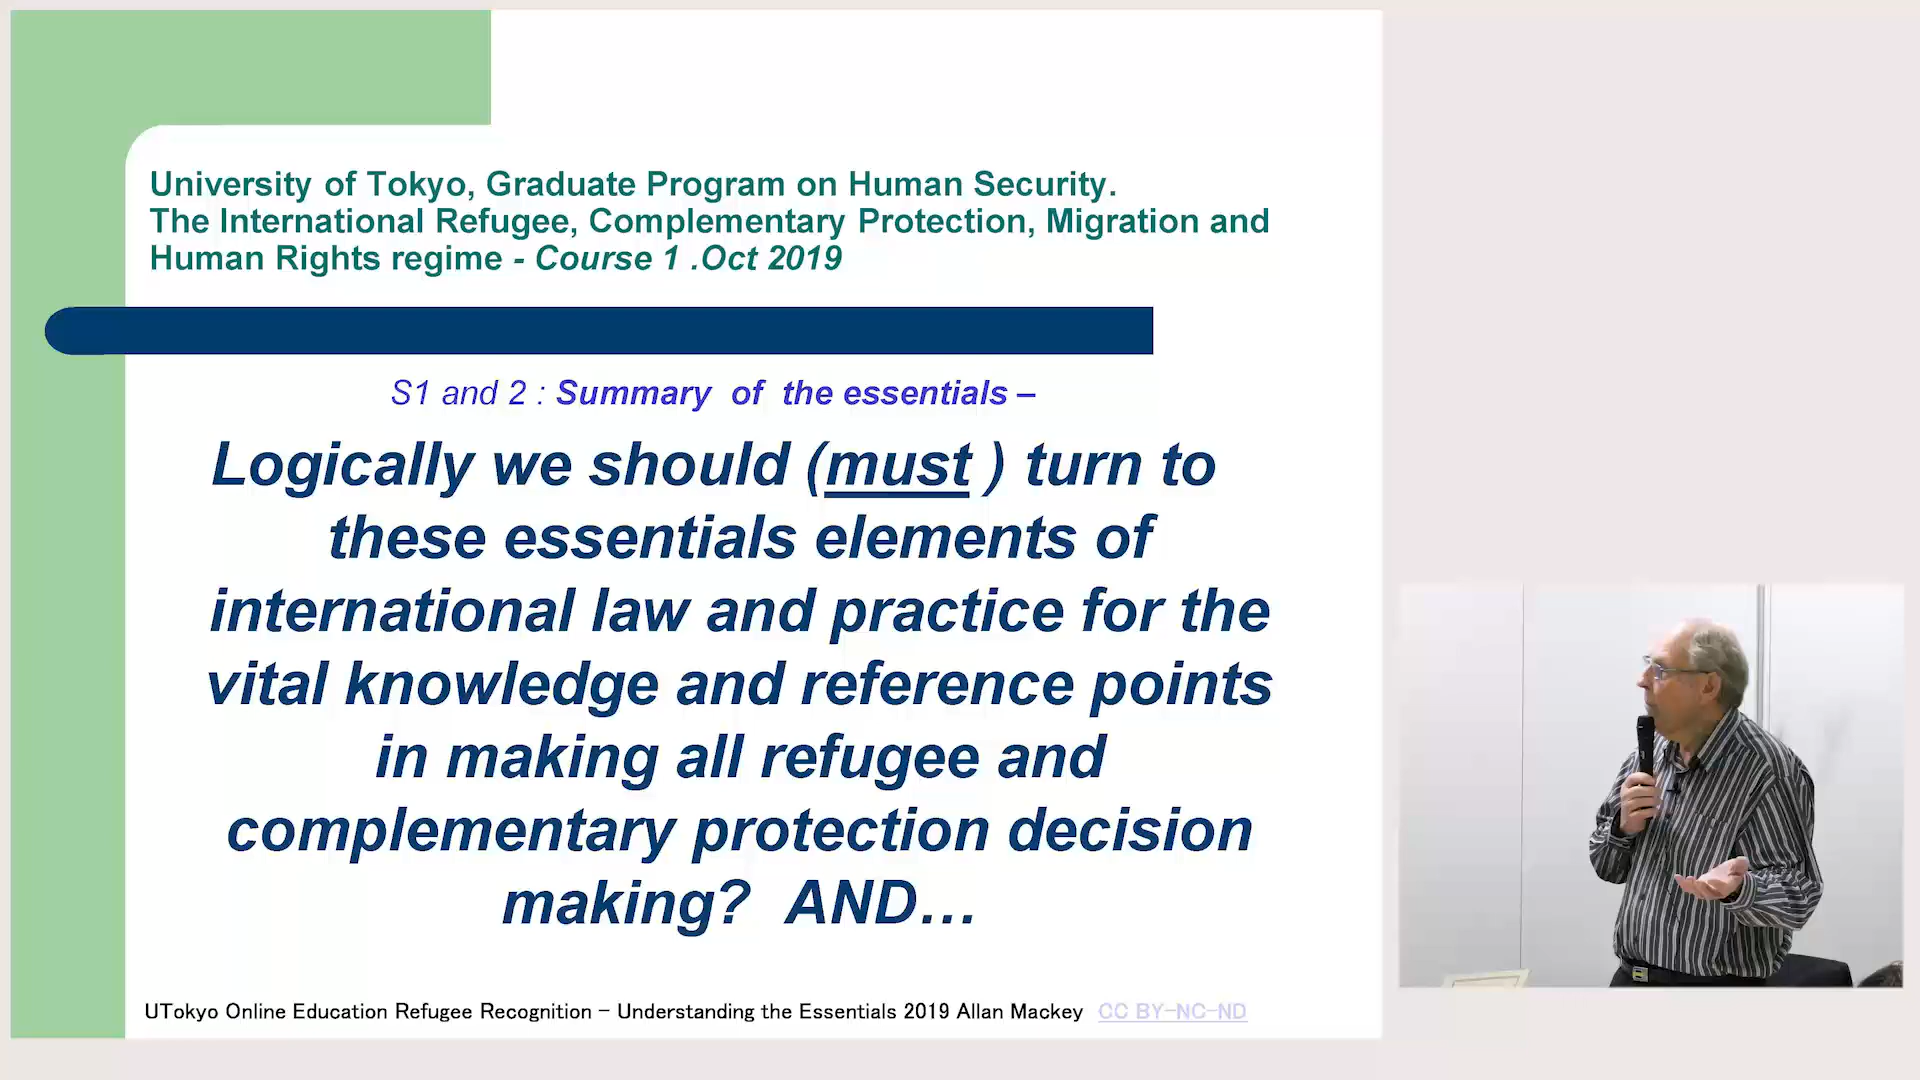 University of Tokyo, Graduate Program on Human Security.
The International Refugee, Complementary Protection, Migration and
Human Rights regime - Course 1 .Oct 2019
S1 and 2 : Summary of the essentials –
Logically we should (must ) turn to
these essentials elements of
international law and practice for the
vital knowledge and reference points
in making all refugee and
complementary protection decision
making? AND…
UTokyo Online Education Refugee Recognition – Understanding the Essentials 2019 Allan Mackey CC BY-NC-ND